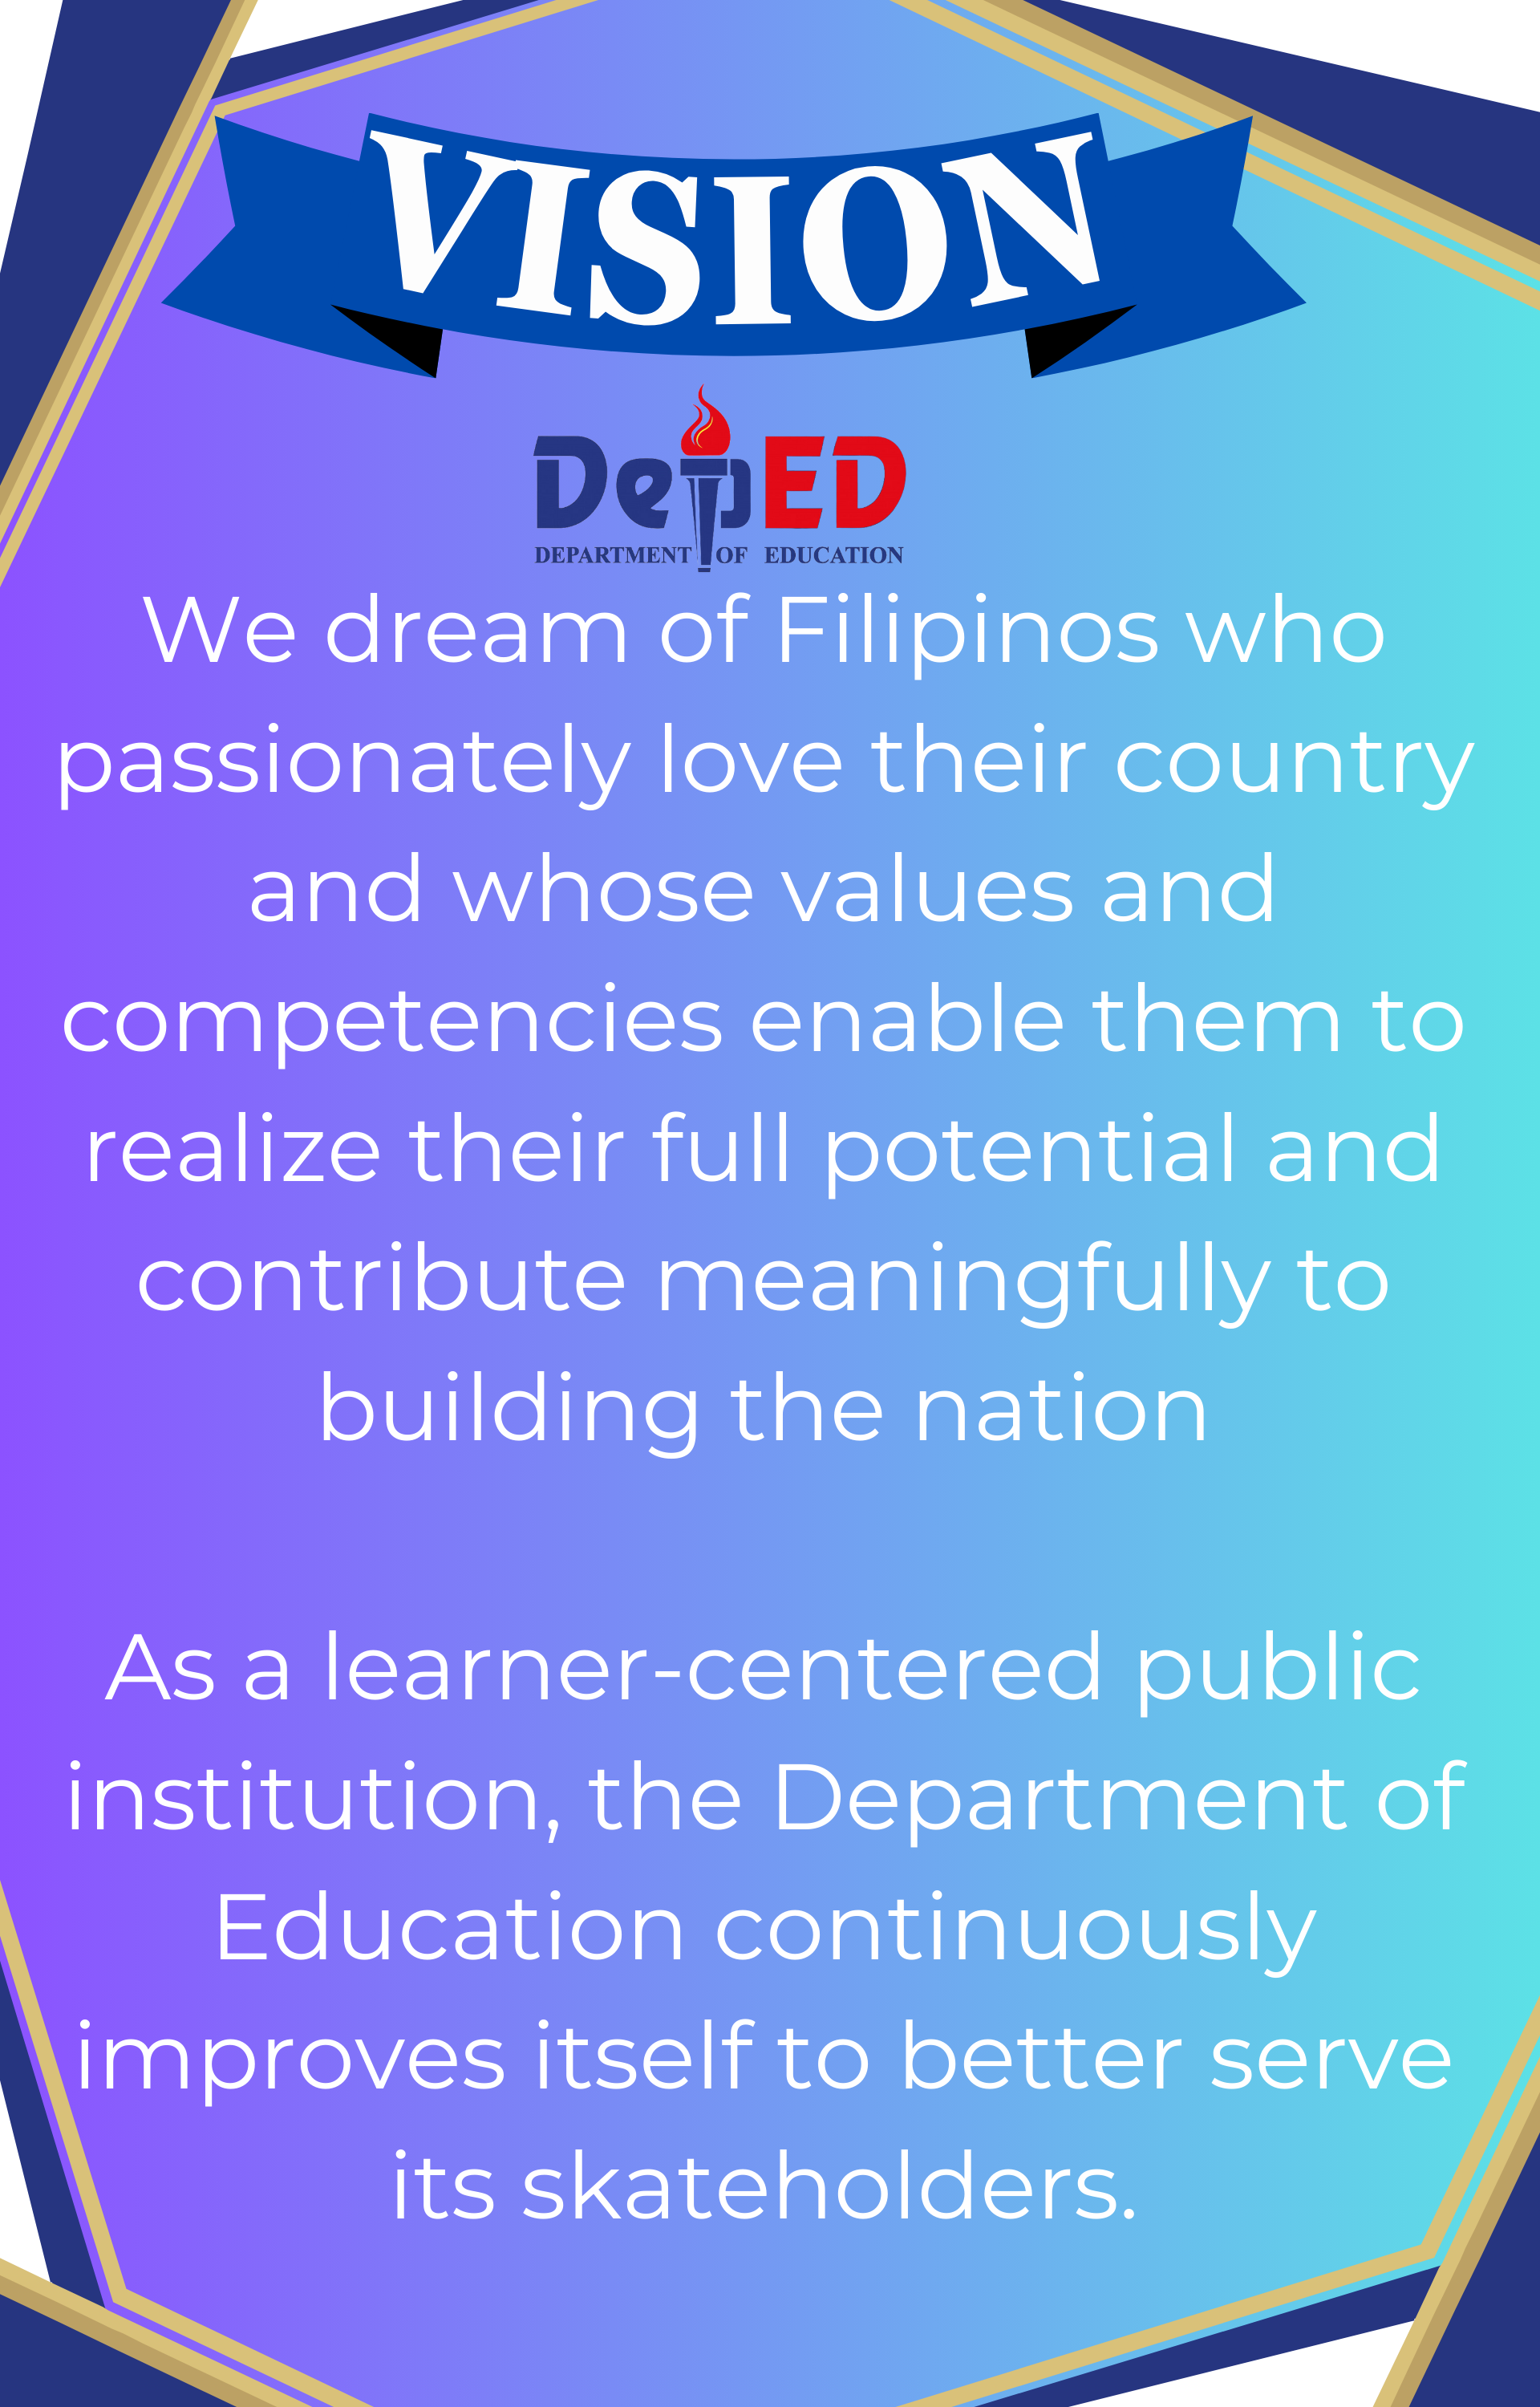 VISION
DepED
DEPARTMENT OF EDUCATION
We dream of Filipinos who
passionately love their country
and whose values and
competencies enable them to
realize their full potential and
contribute meaningfully to
building the nation
As a learner-centered public
institution, the Department of
Education continuously
improves itself to better serve
its skateholders.